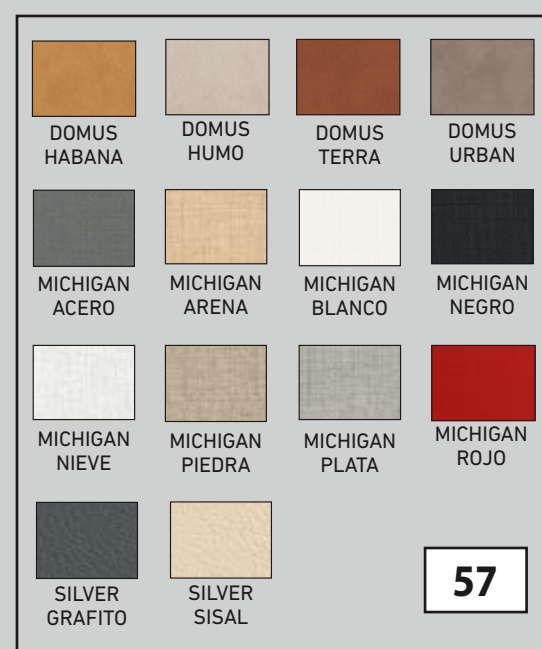 DOMUS
HABANA
DOMUS
HUMO
DOMUS
TERRA
DOMUS
URBAN
MICHIGAN
ACERO
MICHIGAN
ARENA
MICHIGAN
BLANCO
MICHIGAN
NEGRO
MICHIGAN
NIEVE
MICHIGAN
PIEDRA
MICHIGAN
PLATA
MICHIGAN
ROJO
SILVER
GRAFITO
SILVER
SISAL
57